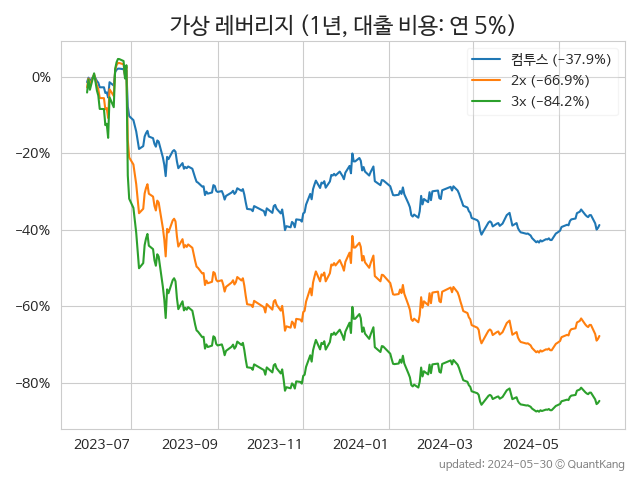 가상 레버리지 (1년, 대출 비용: 연 5%)
컴투스 (−37.9%)
2x (−66.9%)
3x (−84.2%)
0%
−20%
−40%
−60%
−80%
2023-07 2023-09 2023-11 2024-01 2024-03 2024-05
updated: 2024-05-30 © QuantKang